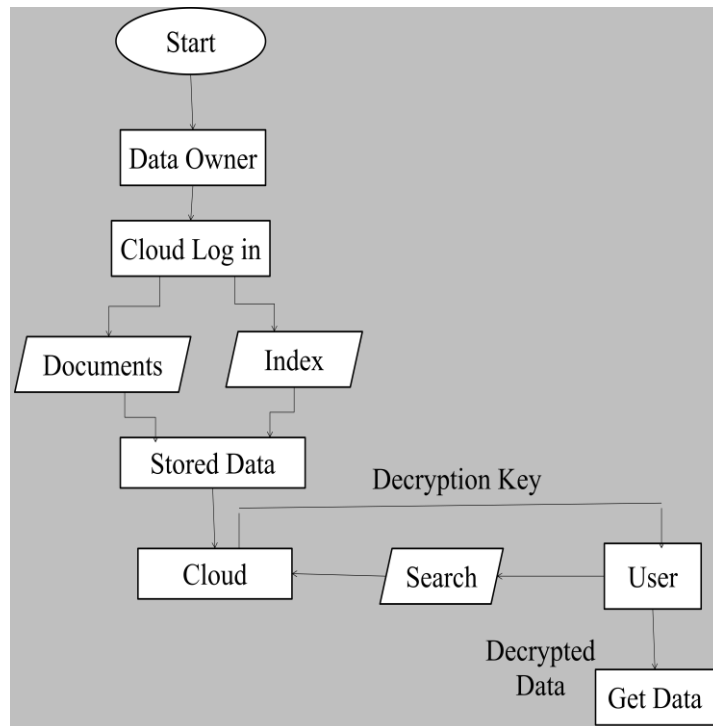 Start
Data Owner
Cloud Log in
Documents
Index
Stored Data
Decryption Key
Cloud
Search
User
Decrypted
Data
Get Data